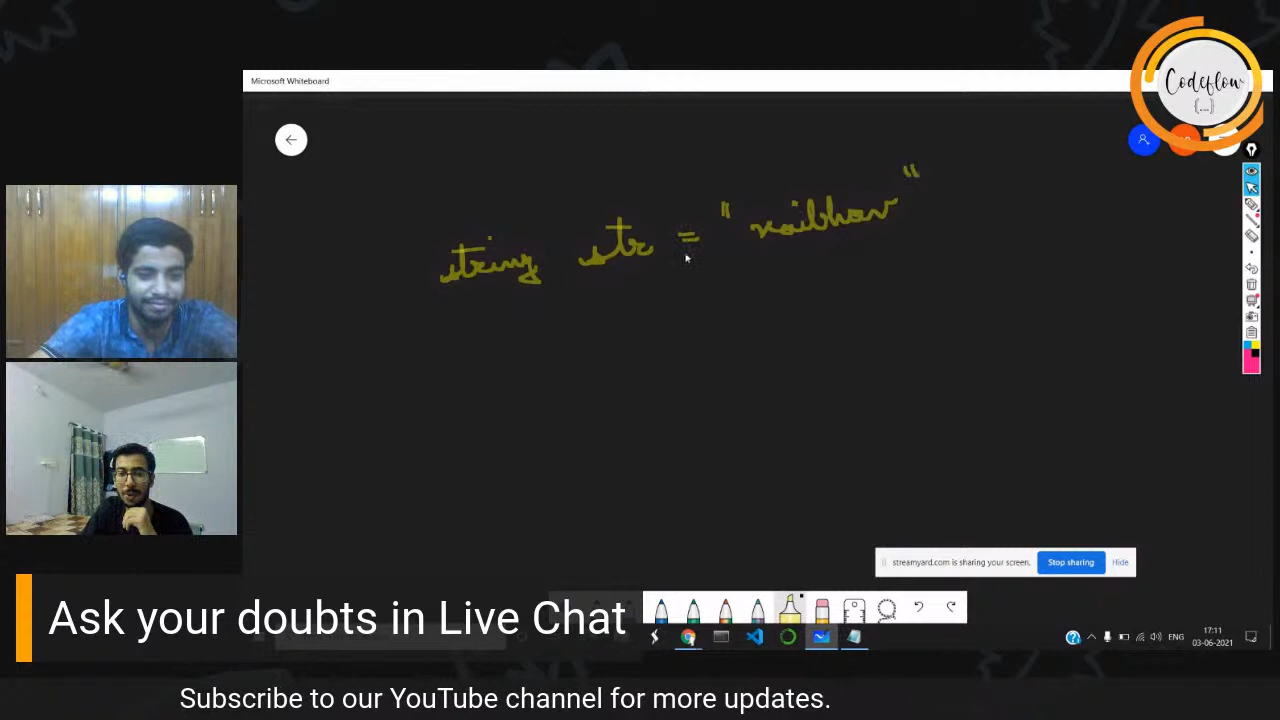 Codeflow
{...}
Microsoft Whiteboard
string str = "vaibhav"
streamyard.com is sharing your screen. Stop sharing Hide
Ask your doubts in Live Chat
ENG 17:11
03-06-2021
Subscribe to our YouTube channel for more updates.